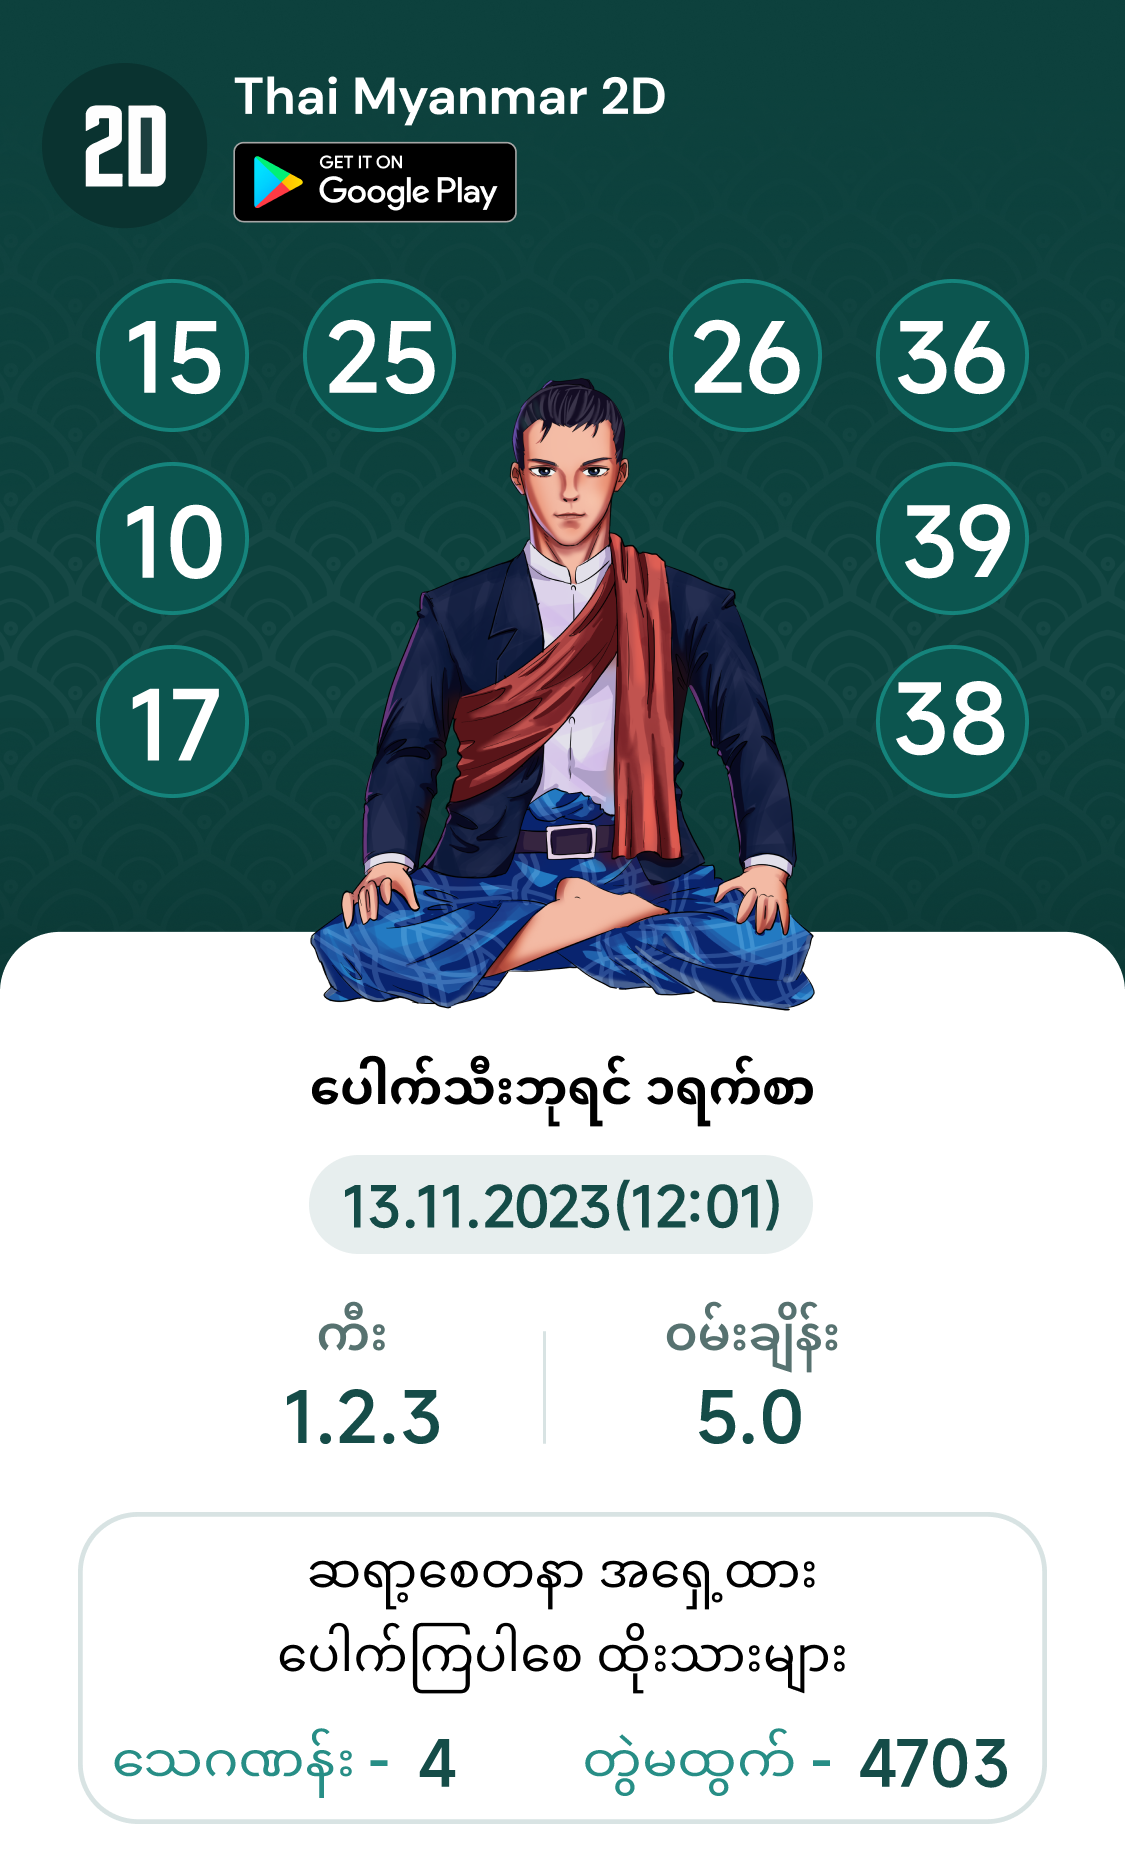 2D
Thai Myanmar 2D
GET IT ON
Google Play
15 25 26 36
10 39
17 38
ပေါက်သီးဘုရင် ၁ရက်စာ
13.11.2023(12:01)
ကီး ဝမ်းချိန်း
1.2.3 5.0
ဆရာ့စေတနာ အရှေ့ထား
ပေါက်ကြပါစေ ထိုးသားများ
သေဂဏန်း - 4 တွဲမထွက် - 4703